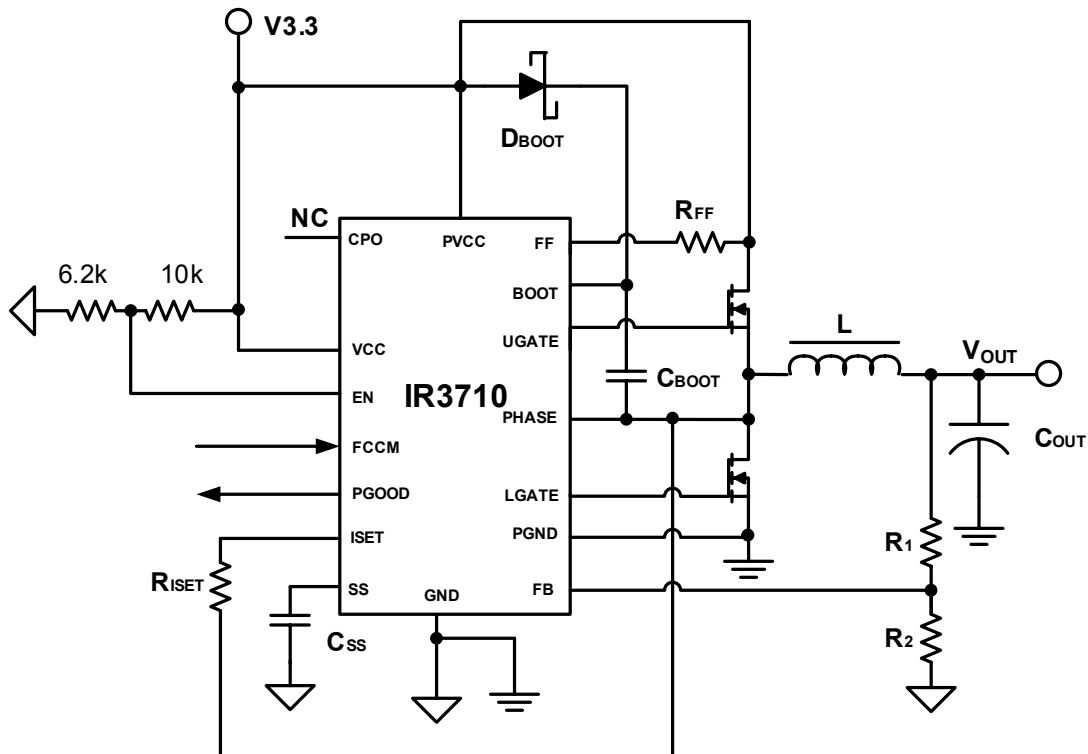 V3.3
DBOOT
NC
CPO
PVCC
FF
RFF
6.2k
10k
BOOT
UGATE
L
VOUT
VCC
EN
IR3710
CBOOT
PHASE
COUT
FCCM
PGOOD
LGATE
ISET
PGND
R1
RISET
SS
GND
FB
CSS
R2